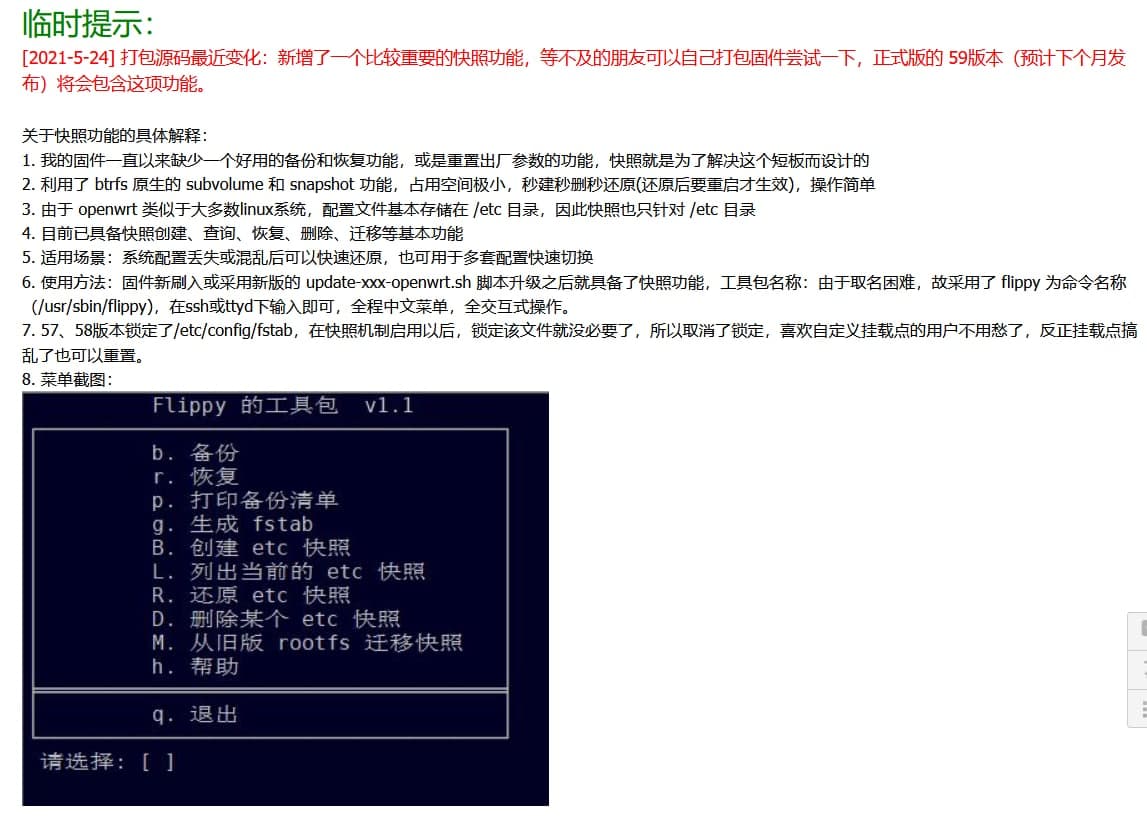 临时提示：
[2021-5-24] 打包源码最近变化：新增了一个比较重要的快照功能，等不及的朋友可以自己打包固件尝试一下，正式版的 59版本（预计下个月发
布）将会包含这项功能。
关于快照功能的具体解释：
1. 我的固件一直以来缺少一个好用的备份和恢复功能，或是重置出厂参数的功能，快照就是为了解决这个短板而设计的
2. 利用了 btrfs 原生的 subvolume 和 snapshot 功能，占用空间极小，秒建秒删秒还原(还原后要重启才生效)，操作简单
3. 由于 openwrt 类似于大多数linux系统，配置文件基本存储在 /etc 目录，因此快照也只针对 /etc 目录
4. 目前已具备快照创建、查询、恢复、删除、迁移等基本功能
5. 适用场景：系统配置丢失或混乱后可以快速还原，也可用于多套配置快速切换
6. 使用方法：固件新刷入或采用新版的 update-xxx-openwrt.sh 脚本升级之后就具备了快照功能，工具包名称：由于取名困难，故采用了 flippy 为命令名称
（/usr/sbin/flippy)，在ssh或ttyd下输入即可，全程中文菜单，全交互式操作。
7. 57、58版本锁定了/etc/config/fstab，在快照机制启用以后，锁定该文件就没必要了，所以取消了锁定，喜欢自定义挂载点的用户不用愁了，反正挂载点搞
乱了也可以重置。
8. 菜单截图：
Flippy 的工具包 v1.1
b. 备份
r. 恢复
p. 打印备份清单
g. 生成 fstab
B. 创建 etc 快照
L. 列出当前的 etc 快照
R. 还原 etc 快照
D. 删除某个 etc 快照
M. 从旧版 rootfs 迁移快照
h. 帮助
q. 退出
请选择: [ ]